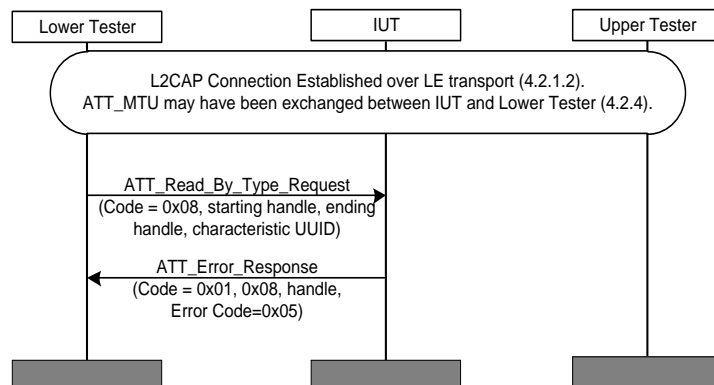 Lower Tester
IUT
Upper Tester
L2CAP Connection Established over LE transport (4.2.1.2).
ATT_MTU may have been exchanged between IUT and Lower Tester (4.2.4).
ATT_Read_By_Type_Request
(Code = 0x08, starting handle, ending
handle, characteristic UUID)
ATT_Error_Response
(Code = 0x01, 0x08, handle,
Error Code=0x05)